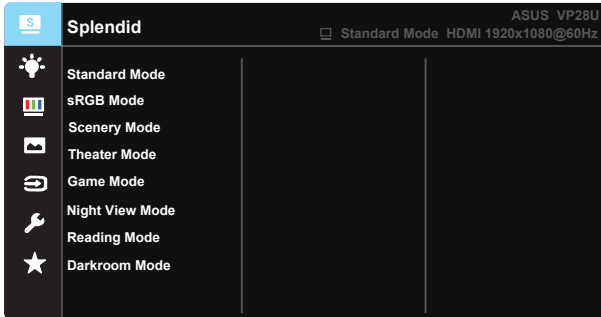 S
Splendid
ASUS VP28U
Standard Mode HDMI 1920x1080@60Hz
Standard Mode
sRGB Mode
Scenery Mode
Theater Mode
Game Mode
Night View Mode
Reading Mode
Darkroom Mode